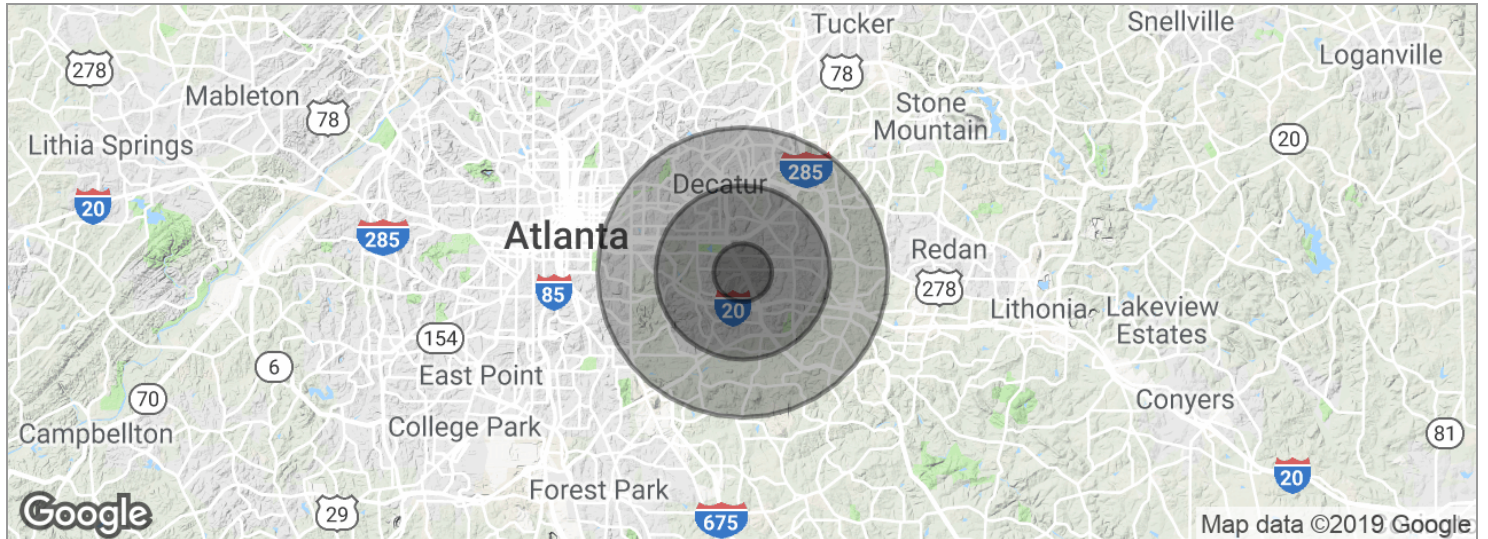 Tucker
Snellville
Loganville
278
78
Mableton
78
Stone
Mountain
20
Lithia Springs
285
Decatur
20
285
Atlanta
Redan
278
85
20
Lithonia
Lakeview
Estates
154
6
East Point
70
Conyers
Campbellton
College Park
81
20
Forest Park
29
675
Google
Map data ©2019 Google